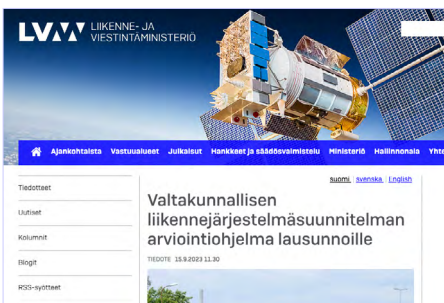 LVM LIIKENNE- JA
VIESTINTÄMINISTERIÖ
Ajankohtaista Vastuualueet Julkaisut Hankkeet ja säädösvalmistelu Ministeriö Hallinnonala Yhte
suomi | svenska | English
Tiedotteet
Uutiset
Kolumnit
Blogit
RSS-syötteet
Valtakunnallisen
liikennejärjestelmäsuunnitelman
arviointiohjelma lausunnoille
TIEDOTE 15.9.2023 11.30